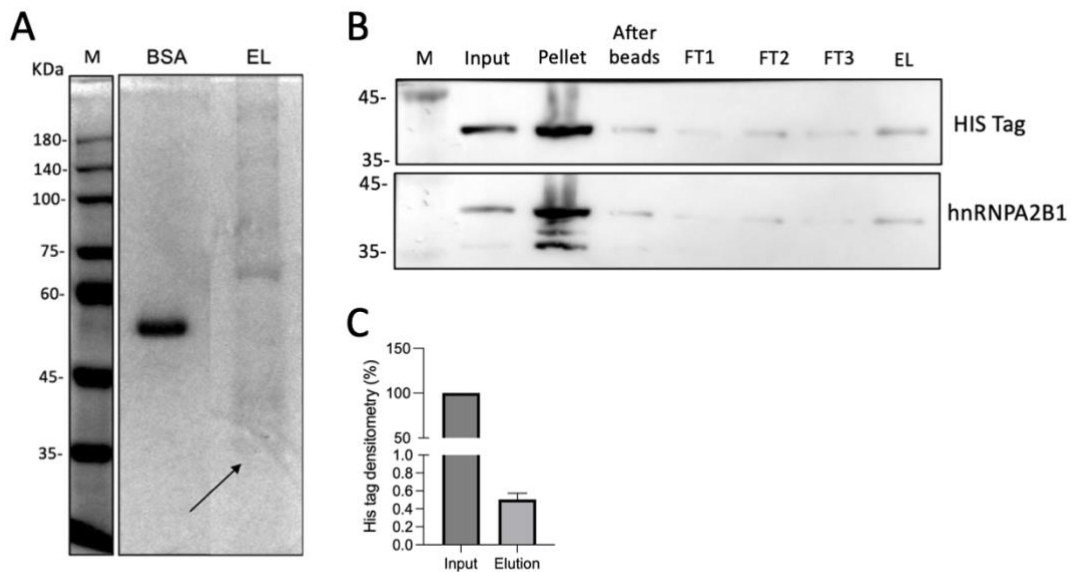 A
KDa
M BSA EL
180-
140-
100-
75-
60-
45-
35-
B
M Input Pellet After beads FT1 FT2 FT3 EL
45-
35-
HIS Tag
45-
35-
hnRNPA2B1
C
His tag densitometry (%)
150
100
50
1.0
0.8
0.6
0.4
0.2
0.0
Input Elution